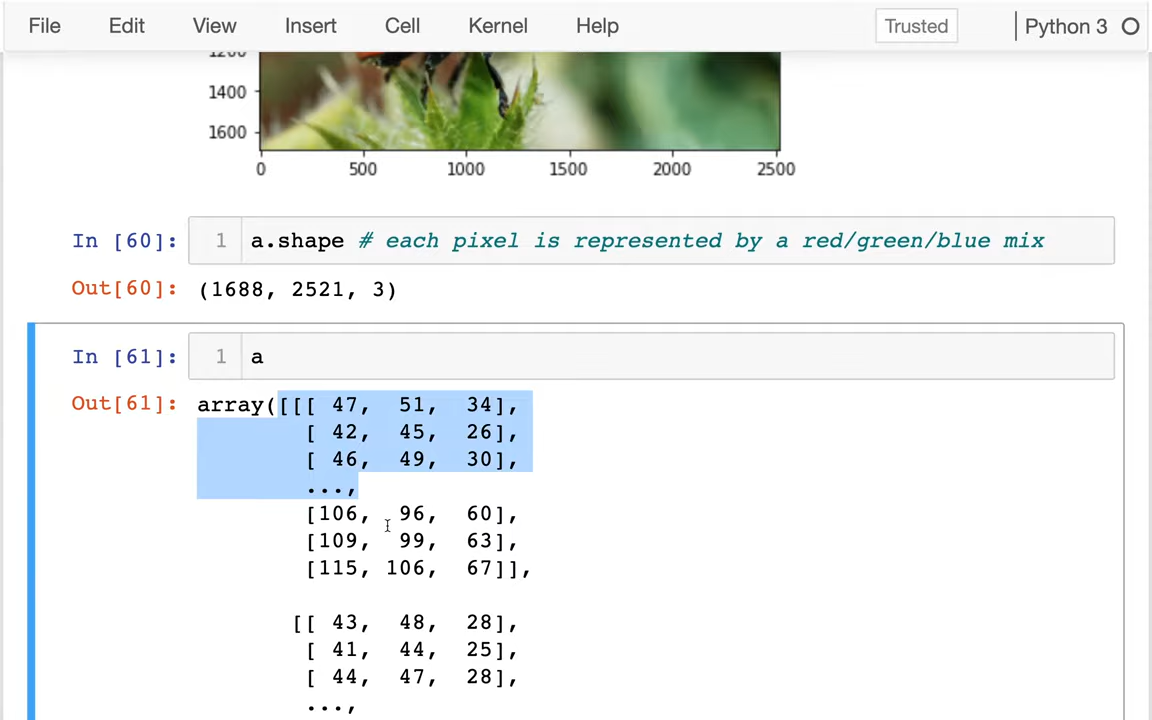 File Edit View Insert Cell Kernel Help Trusted Python 3
1200
1400
1600
0 500 1000 1500 2000 2500
In [60]: 1 a.shape # each pixel is represented by a red/green/blue mix
Out[60]: (1688, 2521, 3)
In [61]: 1 a
Out[61]: array([[[ 47, 51, 34],
[ 42, 45, 26],
[ 46, 49, 30],
...,
[106, 96, 60],
[109, 99, 63],
[115, 106, 67]],
[[ 43, 48, 28],
[ 41, 44, 25],
[ 44, 47, 28],
...,